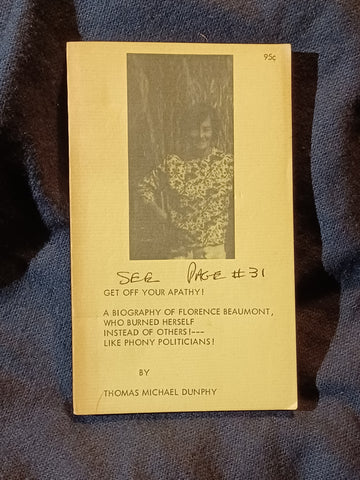 95¢
SEE PAGE #31
GET OFF YOUR APATHY!
A BIOGRAPHY OF FLORENCE BEAUMONT,
WHO BURNED HERSELF
INSTEAD OF OTHERS!---
LIKE PHONY POLITICIANS!
BY
THOMAS MICHAEL DUNPHY